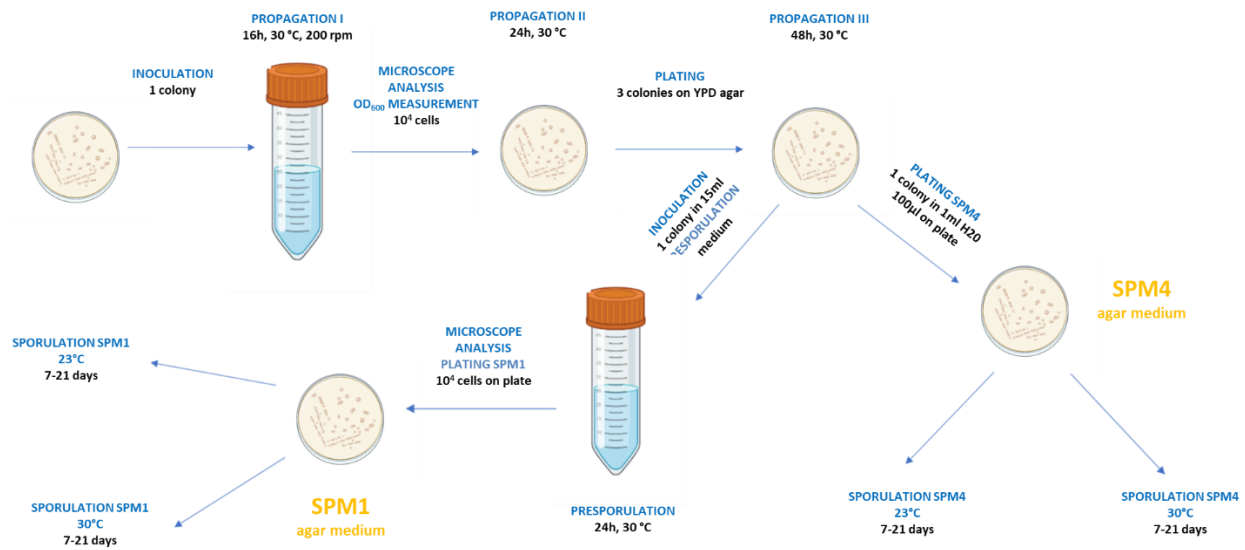 PROPAGATION I
16h, 30 °C, 200 rpm
PROPAGATION II
24h, 30 °C
PROPAGATION III
48h, 30 °C
INOCULATION
1 colony
MICROSCOPE
ANALYSIS
OD600 MEASUREMENT
10⁴ cells
PLATING
3 colonies on YPD agar
INOCULATION
1 colony in 15ml
RESPORULATION
medium
PLATING SPM4
1 colony in 1ml H20
100µl on plate
SPM4
agar medium
SPORULATION SPM1
23°C
7-21 days
MICROSCOPE
ANALYSIS
PLATING SPM1
10⁴ cells on plate
SPORULATION SPM1
30°C
7-21 days
SPM1
agar medium
PRESPORULATION
24h, 30 °C
SPORULATION SPM4
23°C
7-21 days
SPORULATION SPM4
30°C
7-21 days